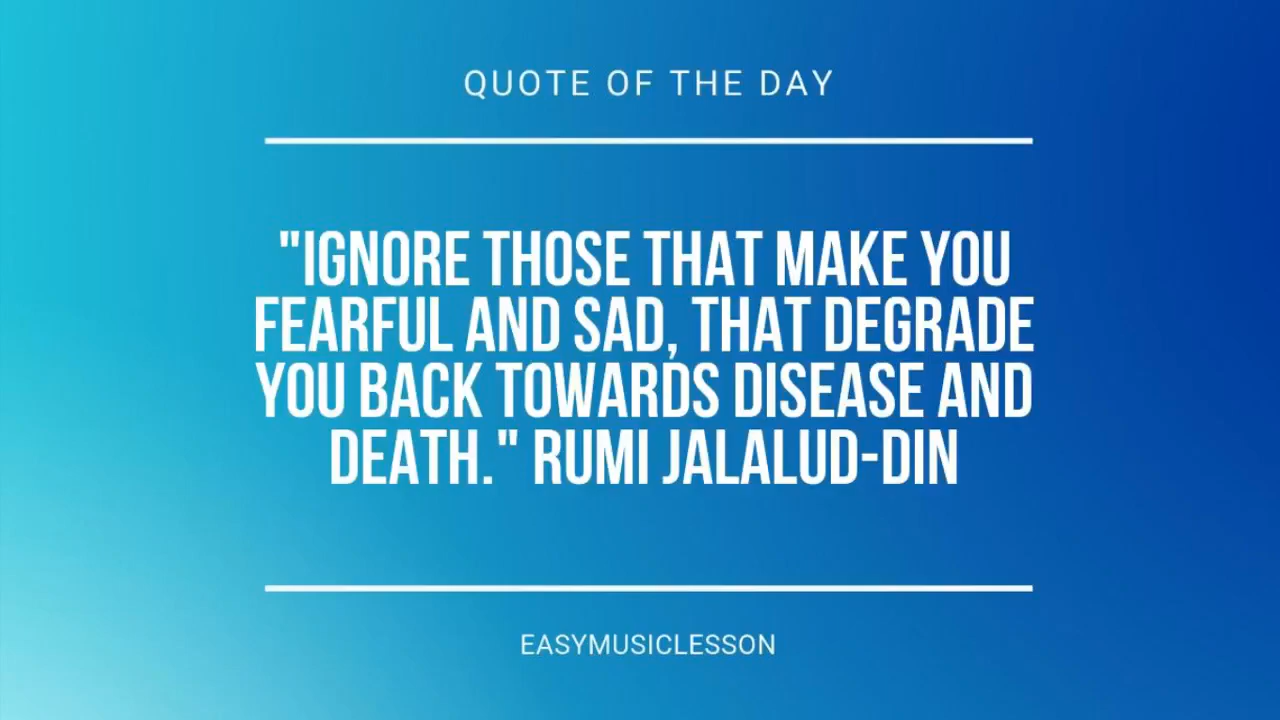 QUOTE OF THE DAY
"IGNORE THOSE THAT MAKE YOU
FEARFUL AND SAD, THAT DEGRADE
YOU BACK TOWARDS DISEASE AND
DEATH." RUMI JALALUD-DIN
EASYMUSICLESSON